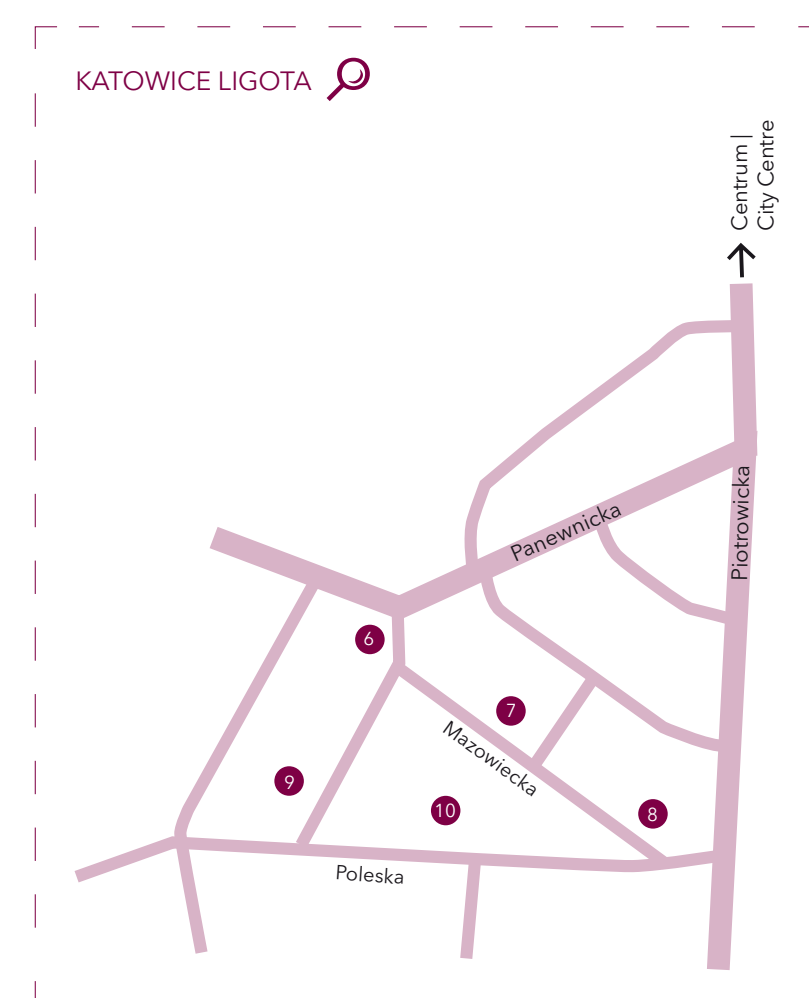 KATOWICE LIGOTA
Centrum |
City Centre
Panewnicka
Piotrowicka
6
7
Mazowiecka
9
10
8
Poleska